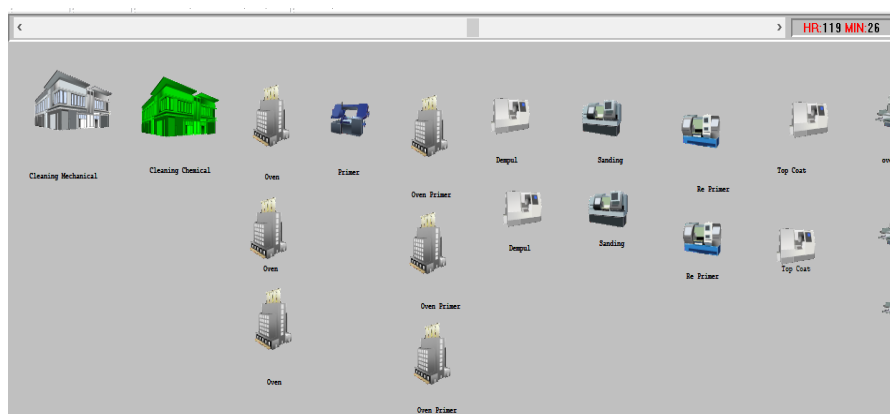 HR:119 MIN:26
Cleaning Mechanical
Cleaning Chemical
Oven
Primer
Oven Primer
Dempul
Sanding
Re Primer
Top Coat
Oven
Oven Primer
Dempul
Sanding
Re Primer
Top Coat
Oven
Oven Primer